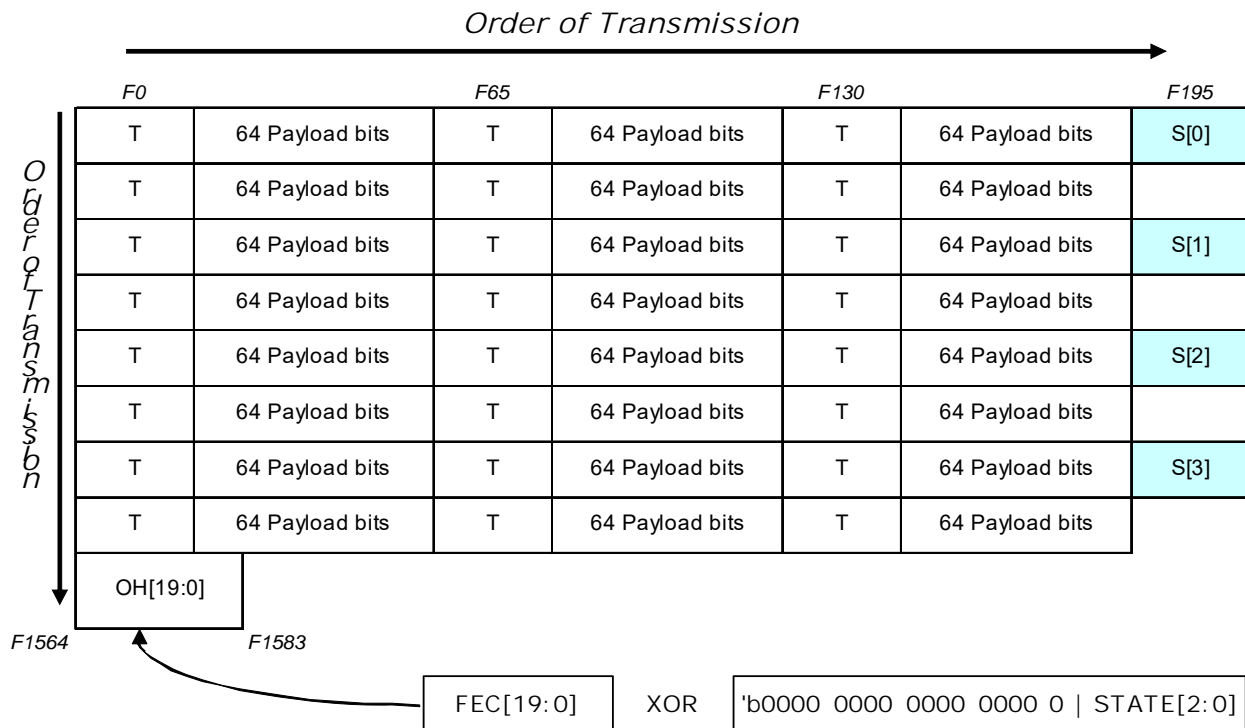 Order of Transmission
F0 F65 F130 F195
T 64 Payload bits T 64 Payload bits T 64 Payload bits S[0]
T 64 Payload bits T 64 Payload bits T 64 Payload bits
T 64 Payload bits T 64 Payload bits T 64 Payload bits S[1]
T 64 Payload bits T 64 Payload bits T 64 Payload bits
T 64 Payload bits T 64 Payload bits T 64 Payload bits S[2]
T 64 Payload bits T 64 Payload bits T 64 Payload bits
T 64 Payload bits T 64 Payload bits T 64 Payload bits S[3]
T 64 Payload bits T 64 Payload bits T 64 Payload bits
Order of Transmission
OH[19:0]
F1564 F1583
FEC[19:0] XOR 'b0000 0000 0000 0000 0 | STATE[2:0]